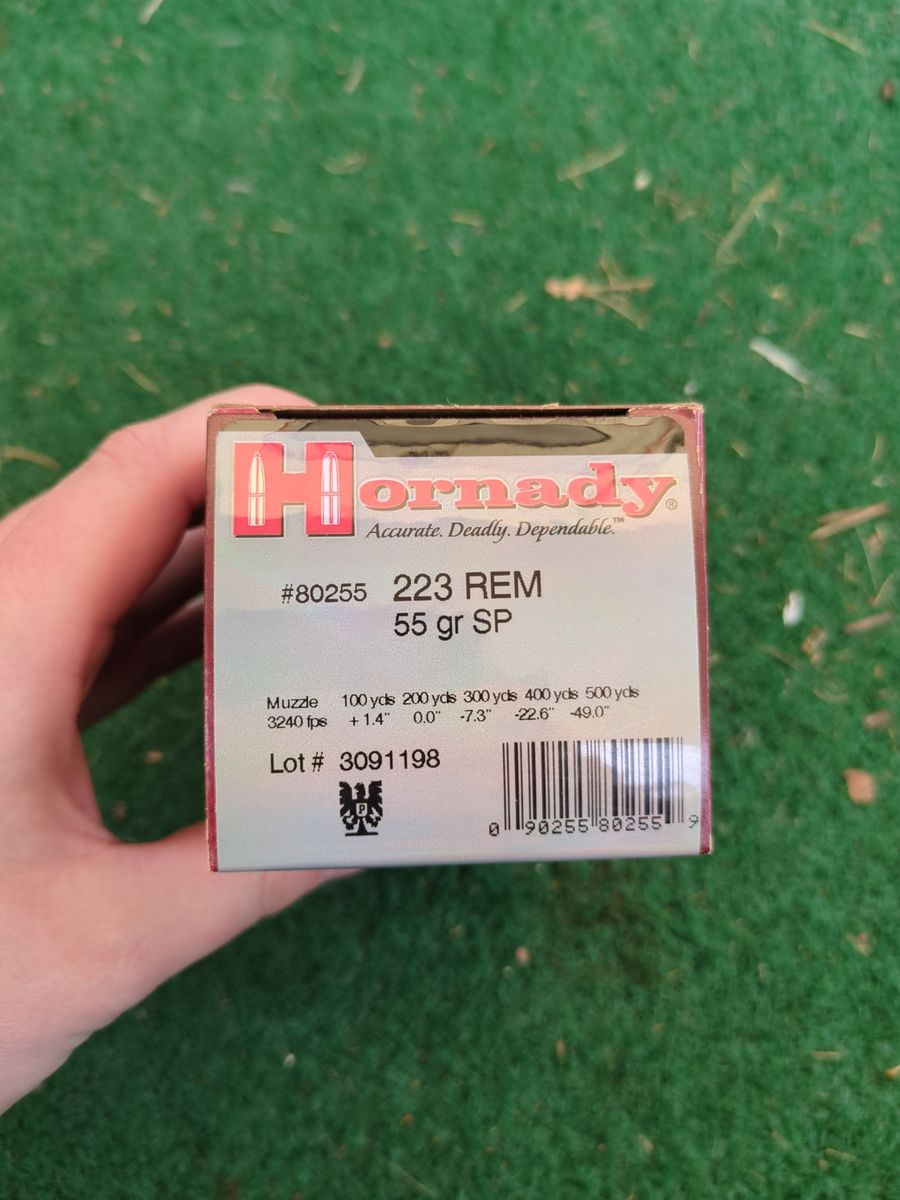 Hornady®
Accurate. Deadly. Dependable.™
#80255 223 REM
55 gr SP
Muzzle 100 yds 200 yds 300 yds 400 yds 500 yds
3240 fps + 1.4" 0.0" -7.3" -22.6" -49.0"
Lot # 3091198
P
0 90255 80255 9